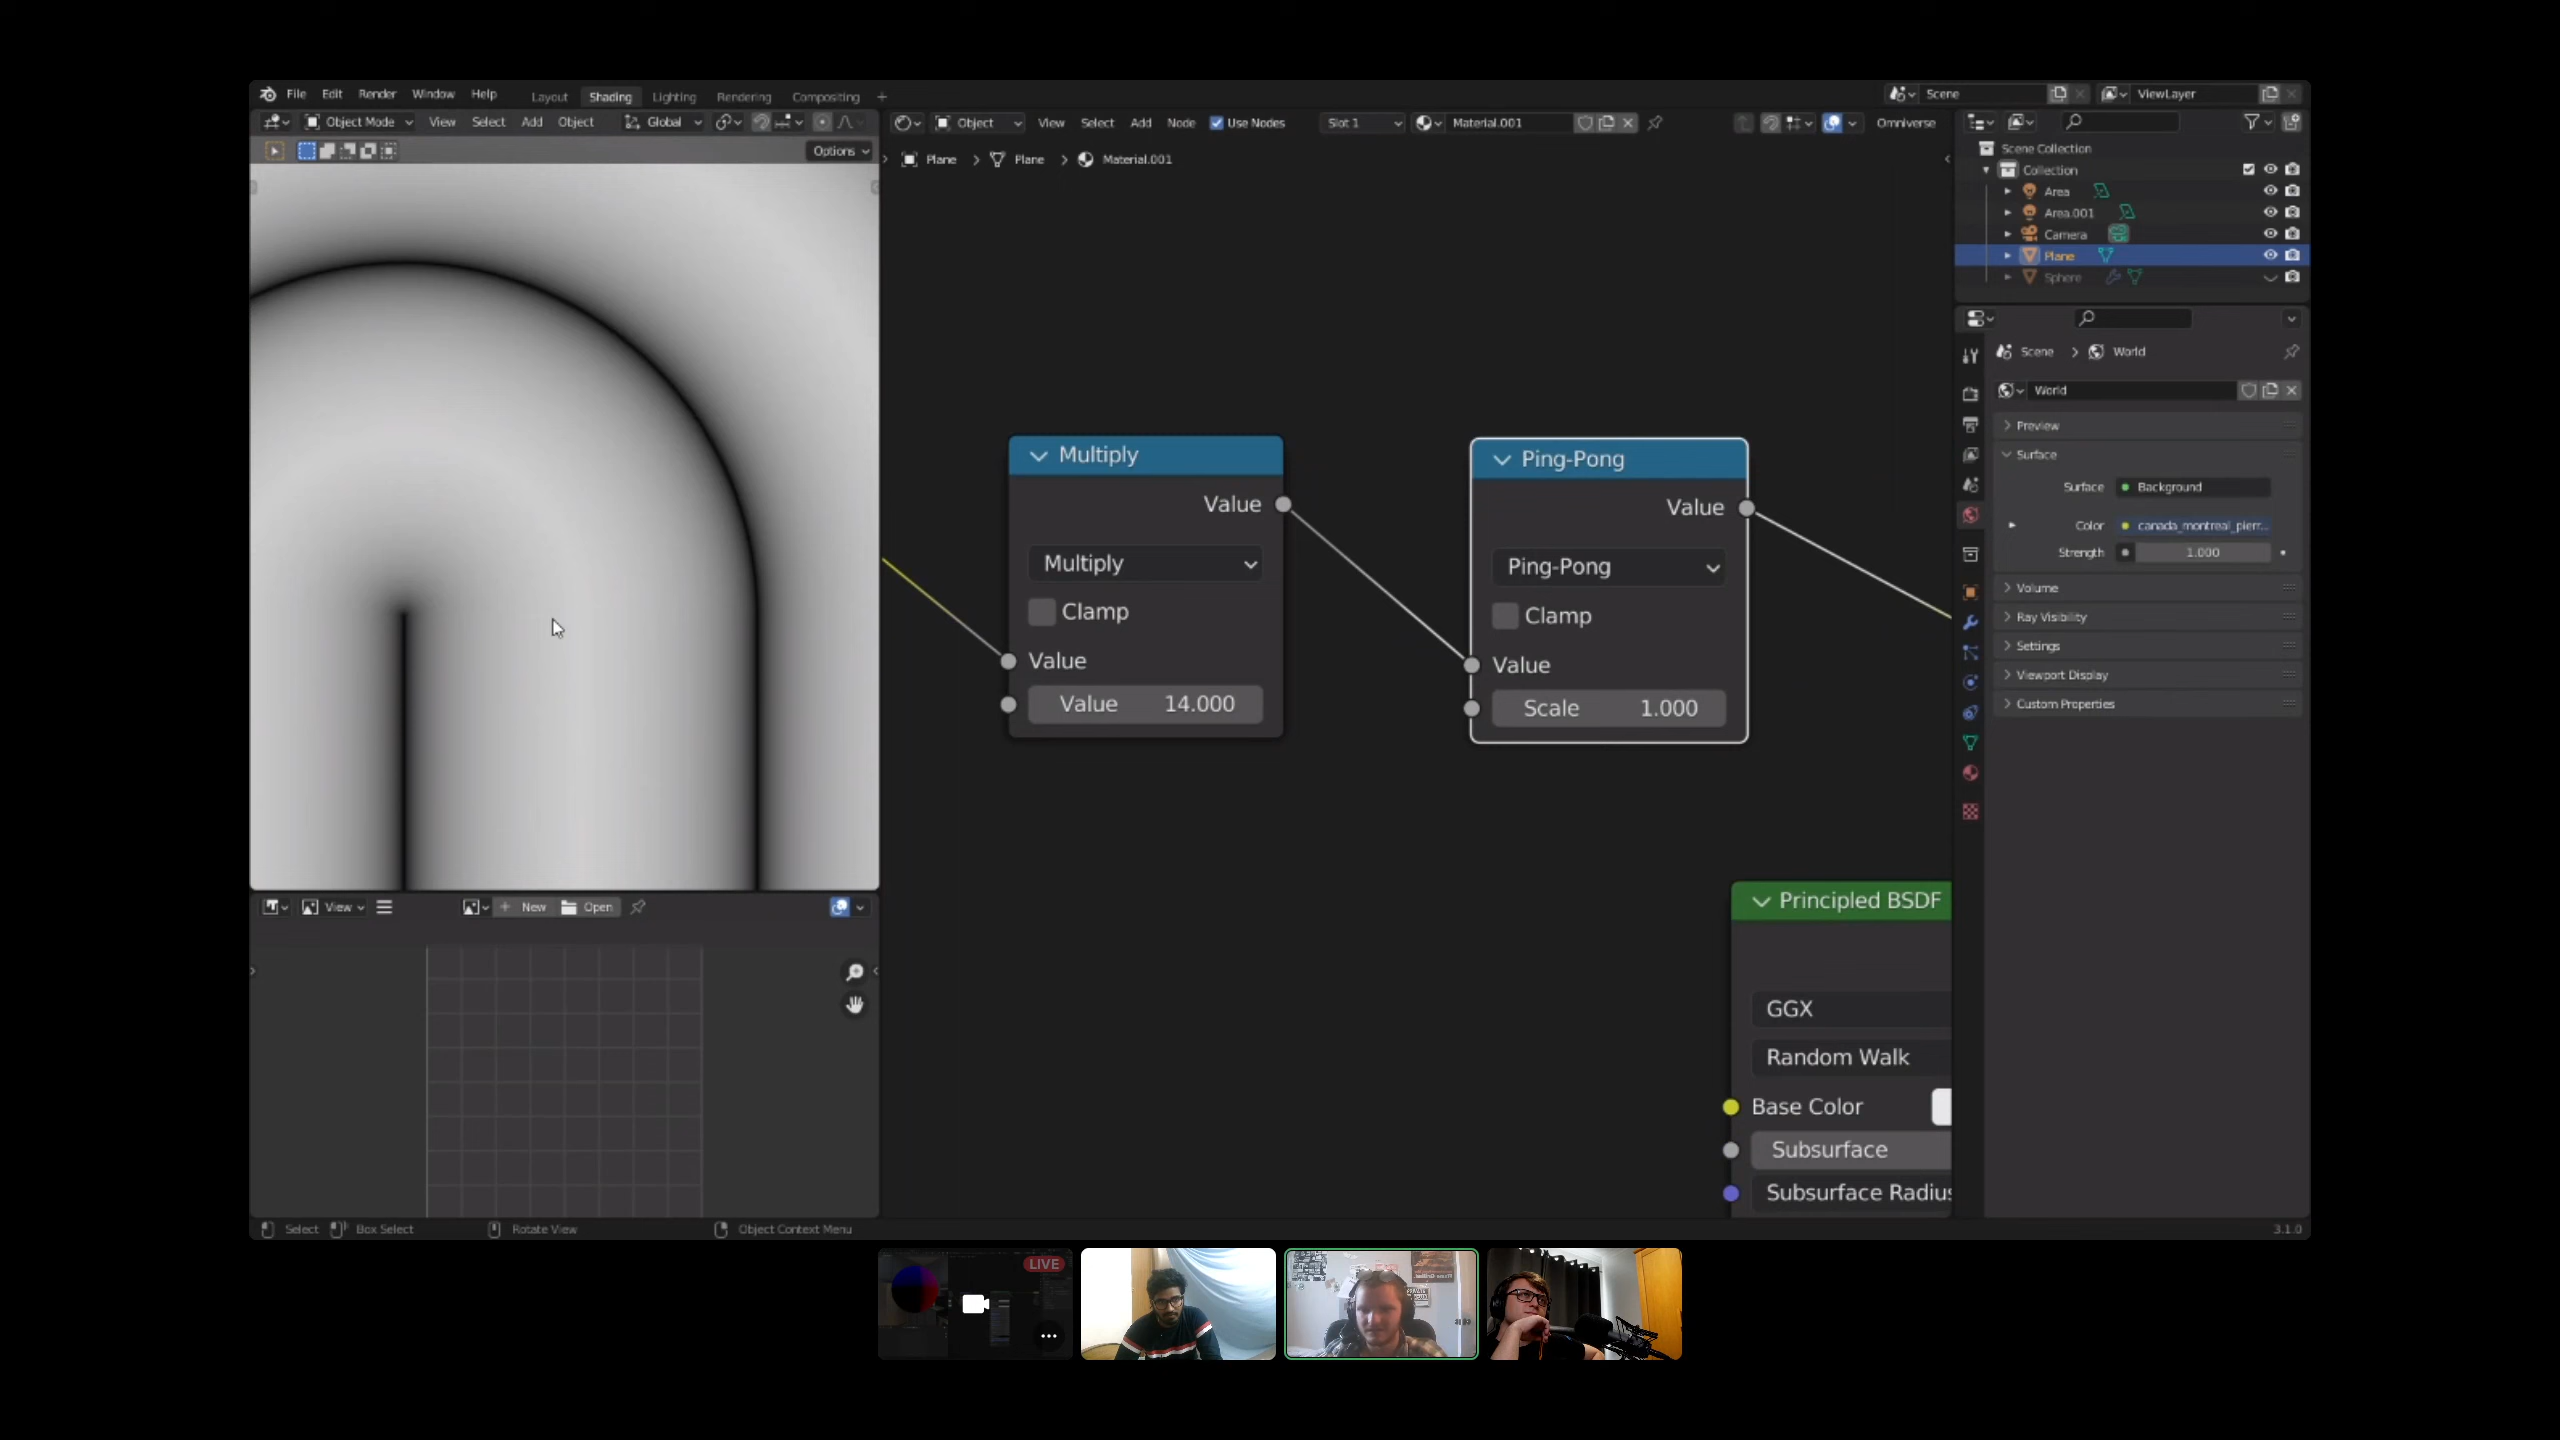 File Edit Render Window Help Layout Shading Lighting Rendering Compositing + Scene ViewLayer
Object Mode View Select Add Object Global
Options
Object View Select Add Node Use Nodes Slot 1 Material.001 Omniverse
Plane > Plane > Material.001
Multiply
Value
Multiply
Clamp
Value
Value 14.000
Ping-Pong
Value
Ping-Pong
Clamp
Value
Scale 1.000
Principled BSDF
GGX
Random Walk
Base Color
Subsurface
Subsurface Radius
Scene Collection
Collection
Area
Area.001
Camera
Plane
Sphere
Scene > World
World
Preview
Surface
Surface Background
Color canada_montreal_pierr...
Strength 1.000
Volume
Ray Visibility
Settings
Viewport Display
Custom Properties
View New Open
Select Box Select Rotate View Object Context Menu 3.1.0
LIVE